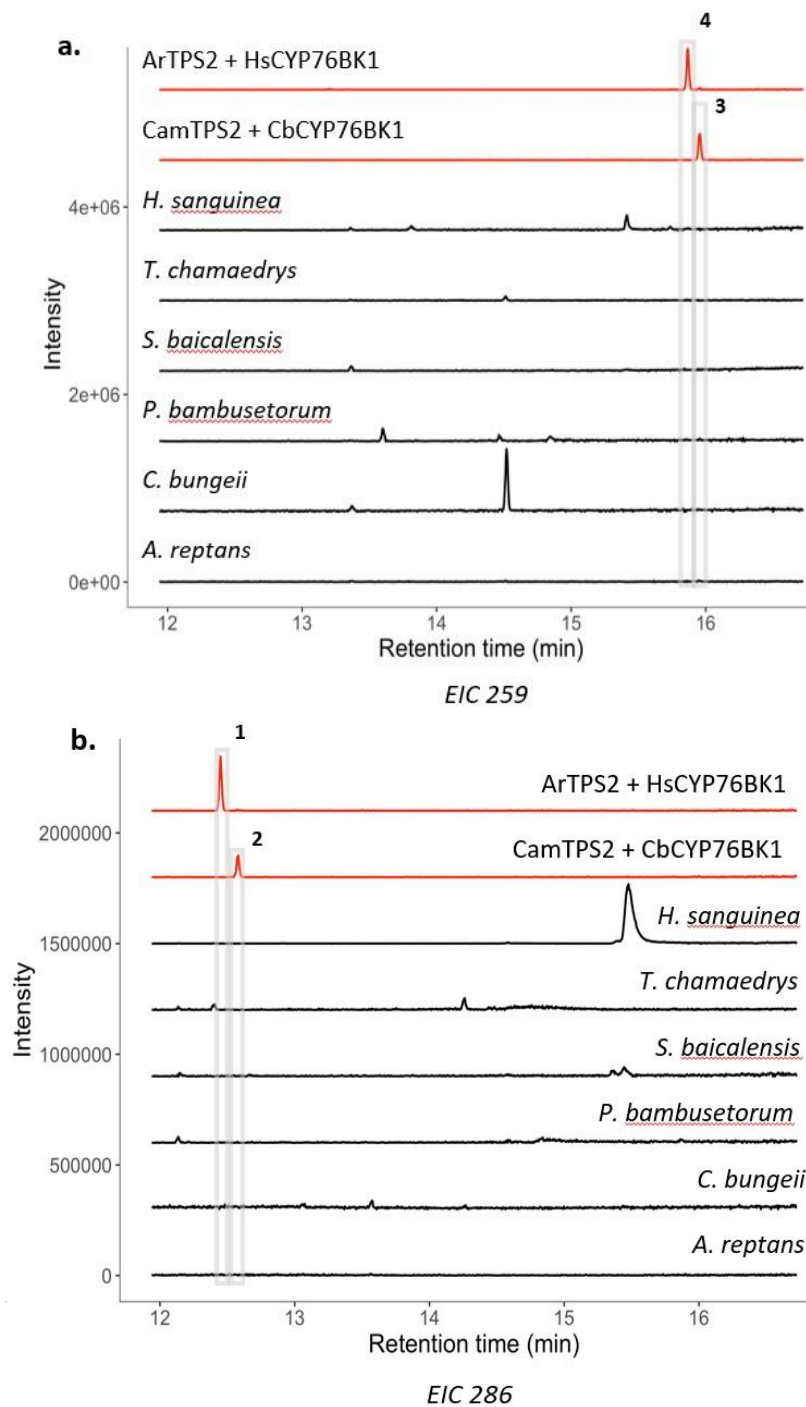 a.
4
ArTPS2 + HsCYP76BK1
3
CamTPS2 + CbCYP76BK1
H. sanguinea
T. chamaedrys
S. baicalensis
P. bambusetorum
C. bungeii
A. reptans
4e+06
2e+06
0e+00
Intensity
12 13 14 15 16
Retention time (min)
EIC 259
b.
1
ArTPS2 + HsCYP76BK1
2
CamTPS2 + CbCYP76BK1
H. sanguinea
T. chamaedrys
S. baicalensis
P. bambusetorum
C. bungeii
A. reptans
2000000
1500000
1000000
500000
0
Intensity
12 13 14 15 16
Retention time (min)
EIC 286